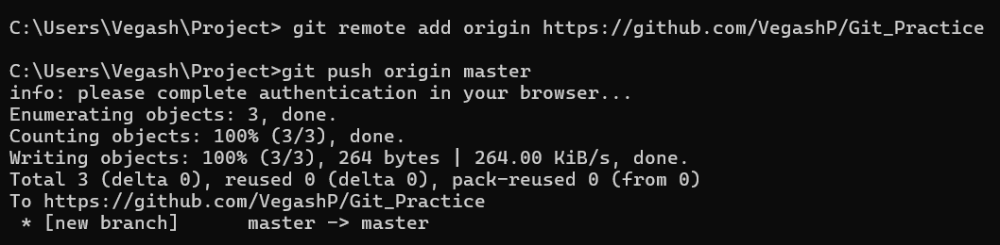 C:\Users\Vegash\Project> git remote add origin https://github.com/VegashP/Git_Practice
C:\Users\Vegash\Project>git push origin master
info: please complete authentication in your browser...
Enumerating objects: 3, done.
Counting objects: 100% (3/3), done.
Writing objects: 100% (3/3), 264 bytes | 264.00 KiB/s, done.
Total 3 (delta 0), reused 0 (delta 0), pack-reused 0 (from 0)
To https://github.com/VegashP/Git_Practice
 * [new branch]      master -> master